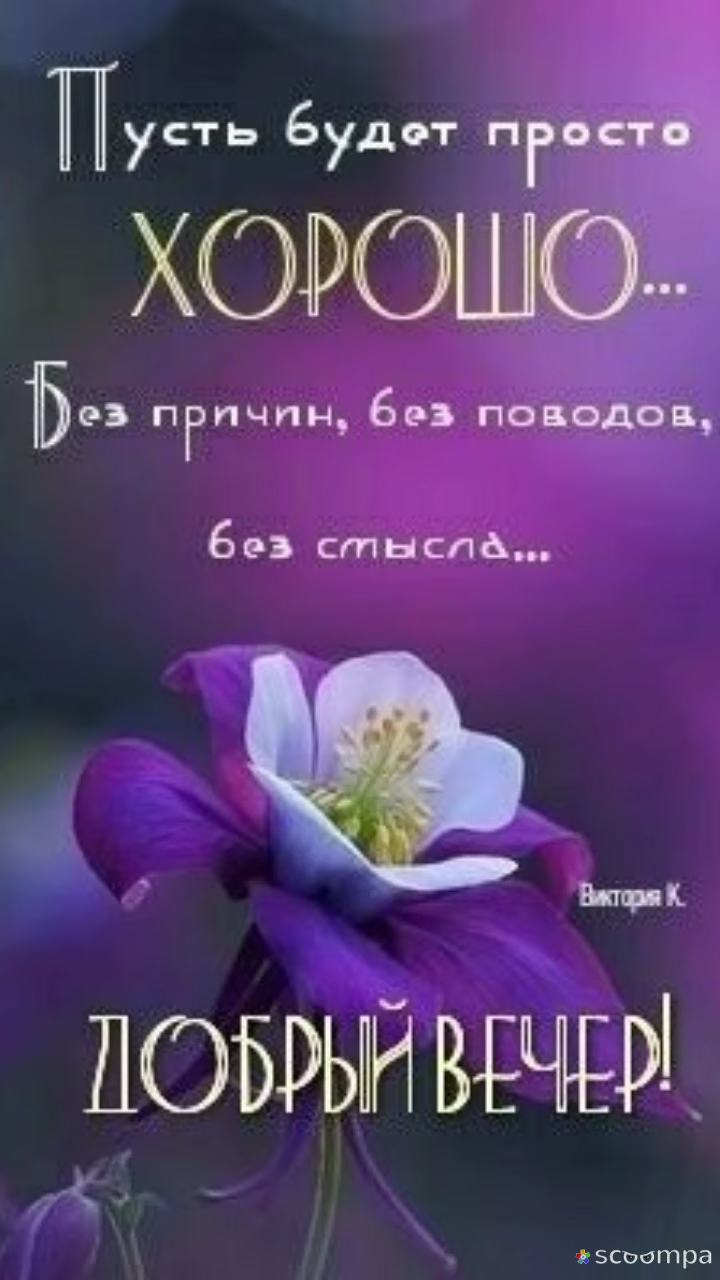 Пусть будет просто
ХОРОШО...
Без причин, без поводов,
без смысла...
Виктория К.
ДОБРЫЙ ВЕЧЕР!
scoompa